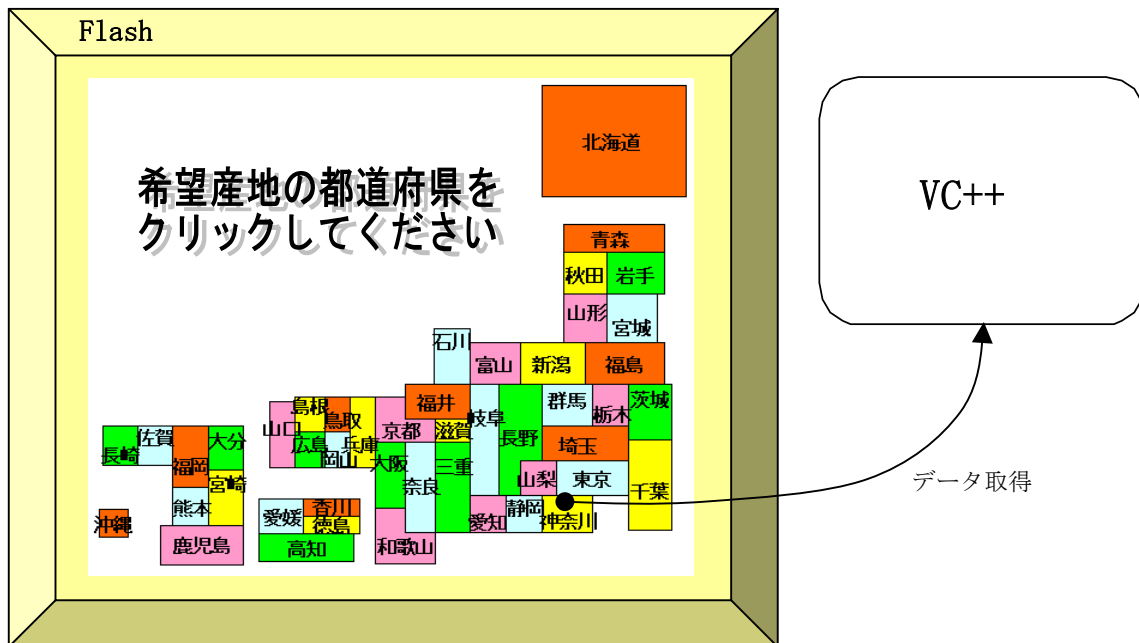 Flash
北海道
希望産地の都道府県を
クリックしてください
VC++
青森
秋田
岩手
山形
宮城
石川
富山
新潟
福島
福井
岐阜
長野
群馬
栃木
茨城
山口
島根
鳥取
兵庫
京都
滋賀
埼玉
広島
岡山
大阪
奈良
三重
山梨
東京
千葉
長崎
佐賀
福岡
大分
宮崎
熊本
沖縄
鹿児島
愛媛
香川
徳島
高知
和歌山
愛知
静岡
神奈川
データ取得